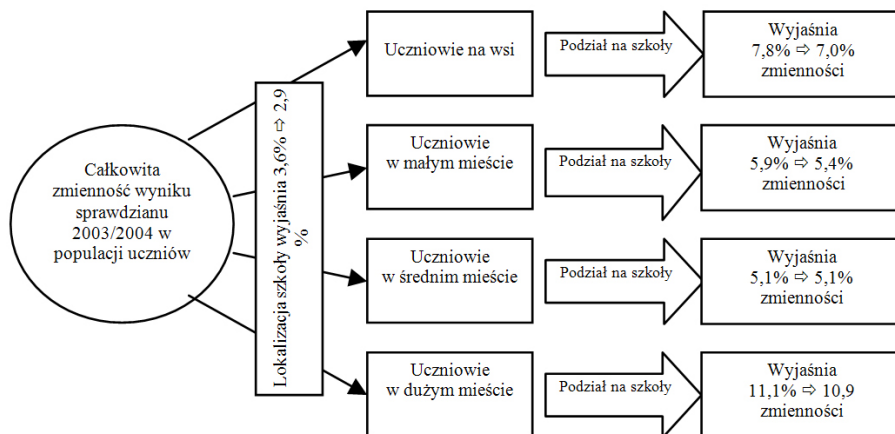 Całkowita
zmienność wyniku
sprawdzianu
2003/2004 w
populacji uczniów
Lokalizacja szkoły wyjaśnia 3,6% ⇨ 2,9
%
Uczniowie na wsi
Podział na szkoły
Wyjaśnia
7,8% ⇨ 7,0%
zmienności
Uczniowie
w małym mieście
Podział na szkoły
Wyjaśnia
5,9% ⇨ 5,4%
zmienności
Uczniowie
w średnim mieście
Podział na szkoły
Wyjaśnia
5,1% ⇨ 5,1%
zmienności
Uczniowie
w dużym mieście
Podział na szkoły
Wyjaśnia
11,1% ⇨ 10,9
zmienności